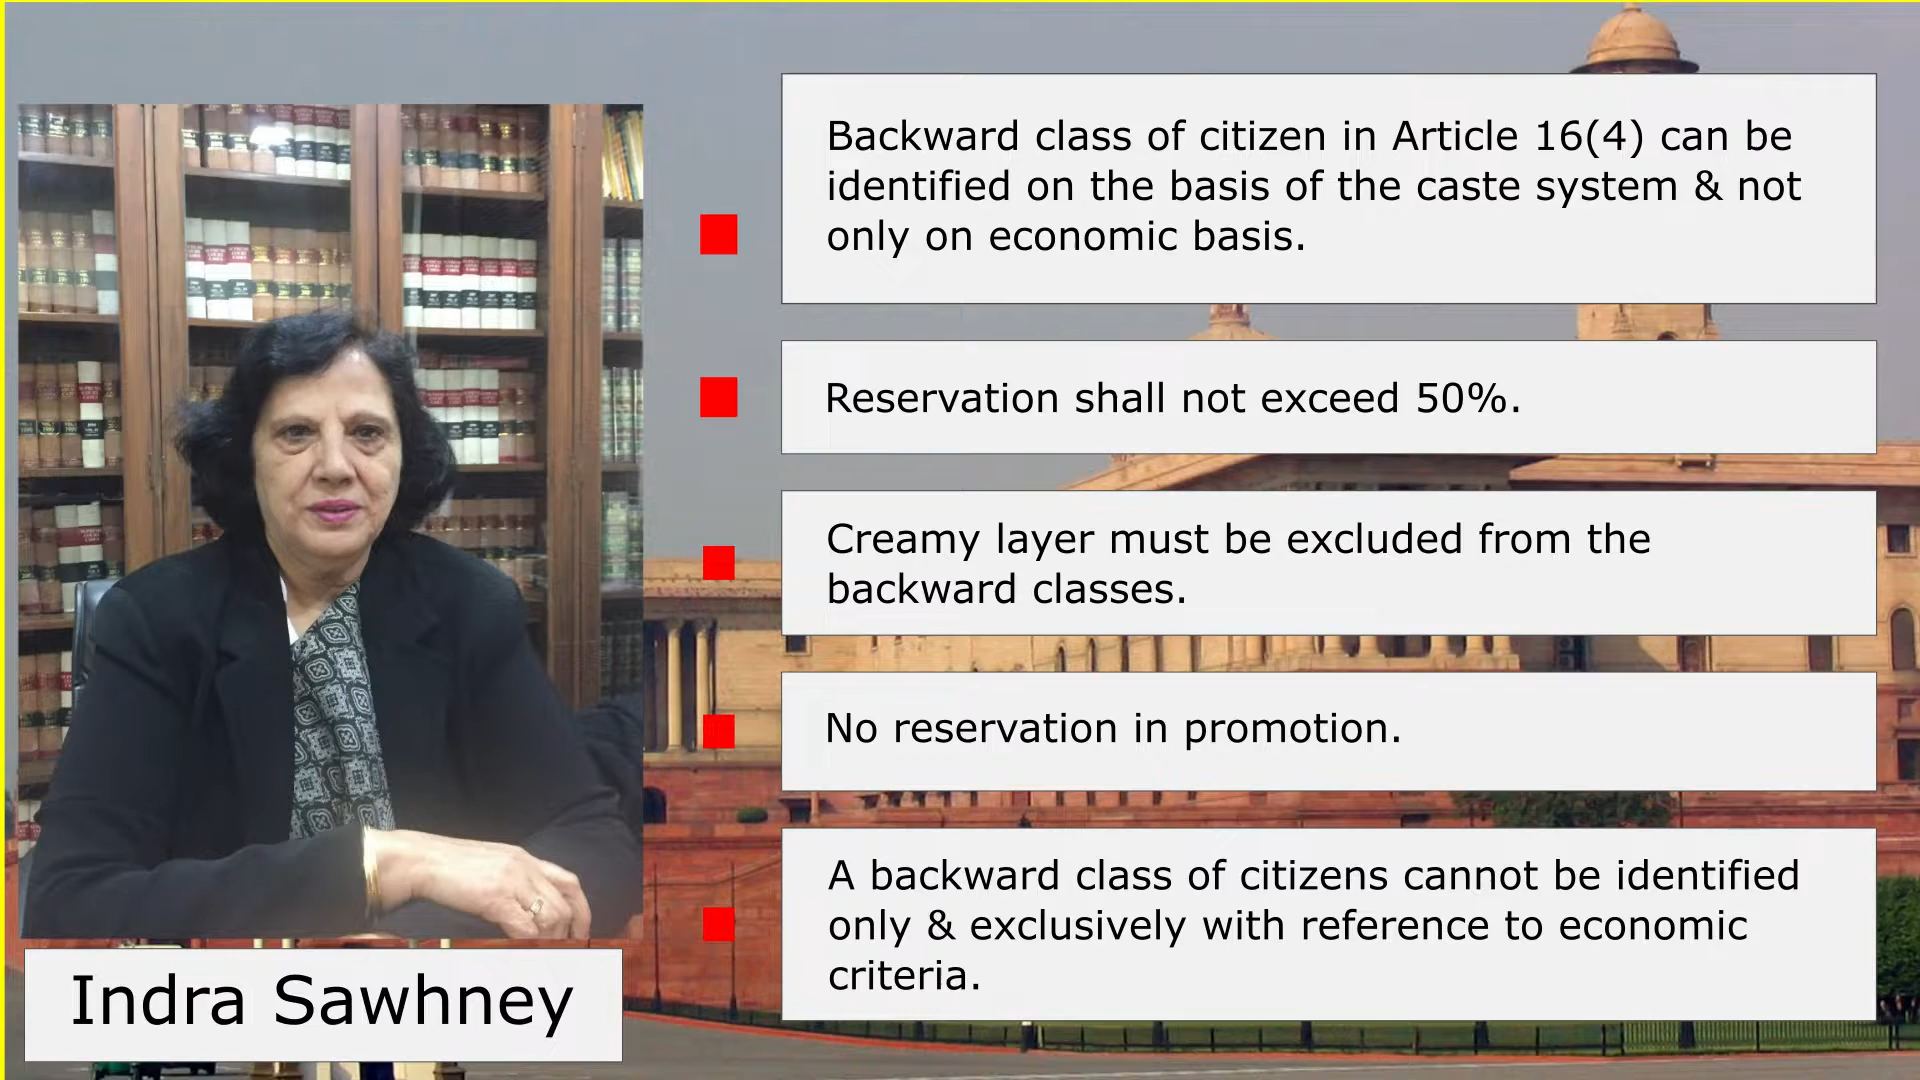 Backward class of citizen in Article 16(4) can be
identified on the basis of the caste system & not
only on economic basis.
Reservation shall not exceed 50%.
Creamy layer must be excluded from the
backward classes.
No reservation in promotion.
A backward class of citizens cannot be identified
only & exclusively with reference to economic
criteria.
Indra Sawhney